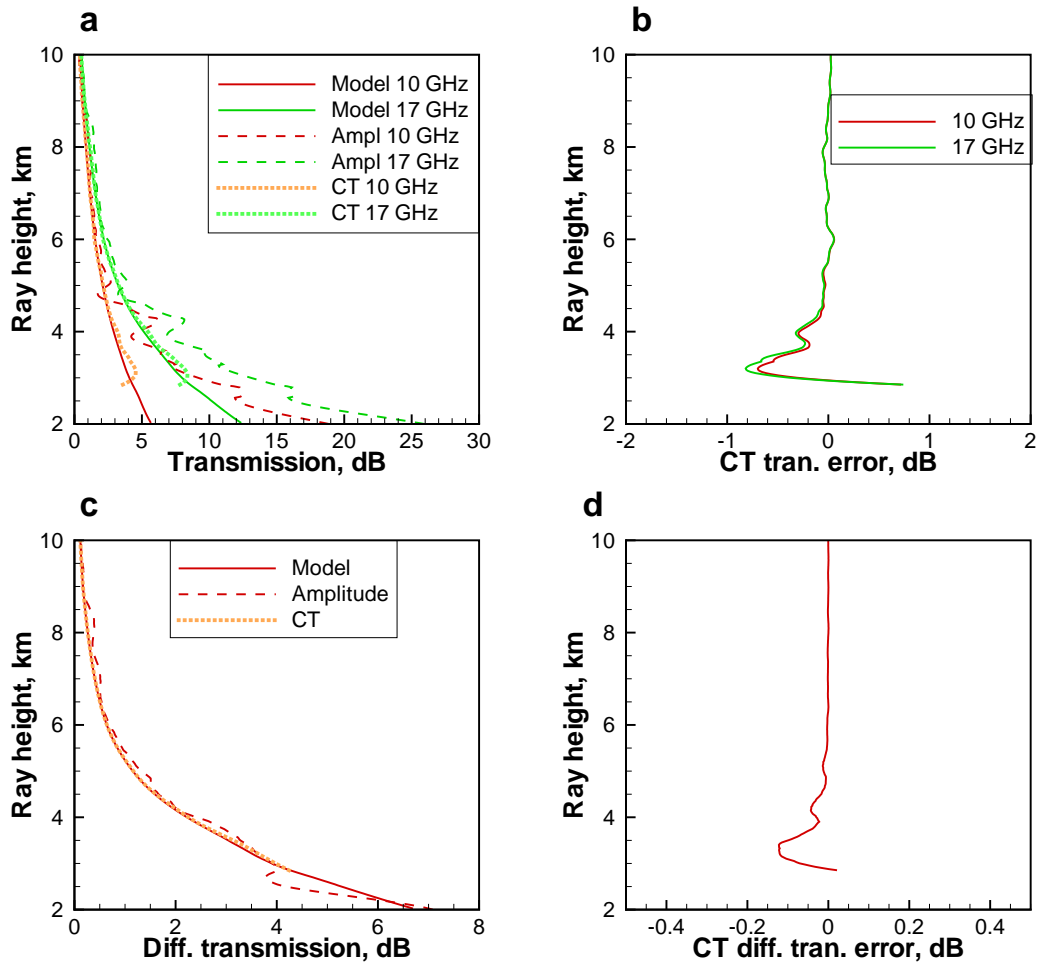 a
10
8
6
4
2
Ray height, km
0 5 10 15 20 25 30
Transmission, dB
Model 10 GHz
Model 17 GHz
Ampl 10 GHz
Ampl 17 GHz
CT 10 GHz
CT 17 GHz
b
10
8
6
4
2
Ray height, km
-2 -1 0 1 2
CT tran. error, dB
10 GHz
17 GHz
c
10
8
6
4
2
Ray height, km
0 2 4 6 8
Diff. transmission, dB
Model
Amplitude
CT
d
10
8
6
4
2
Ray height, km
-0.4 -0.2 0 0.2 0.4
CT diff. tran. error, dB